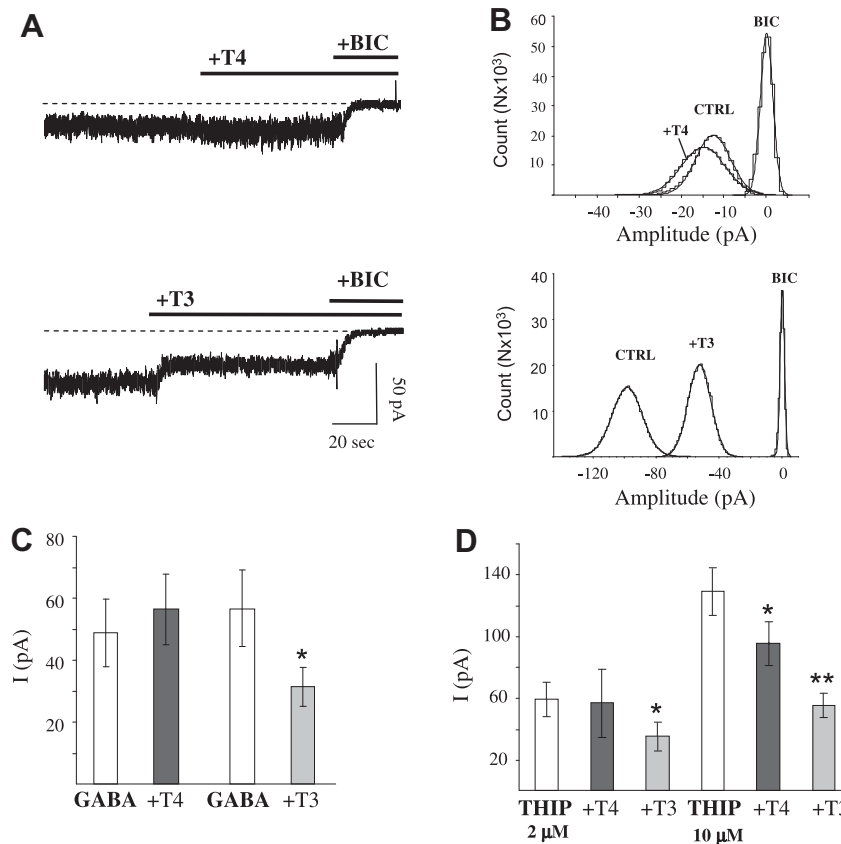 A
+BIC
+T4
+BIC
+T3
50 pA
20 sec
B
60
50
40
30
20
10
Count (Nx10³)
BIC
CTRL
+T4
-40 -30 -20 -10 0
Amplitude (pA)
40
30
20
10
Count (Nx10³)
BIC
CTRL
+T3
-120 -80 -40 0
Amplitude (pA)
C
80
60
40
20
I (pA)
*
GABA +T4 GABA +T3
D
140
100
60
20
I (pA)
*
*
**
THIP +T4 +T3 THIP +T4
2 µM 10 µM